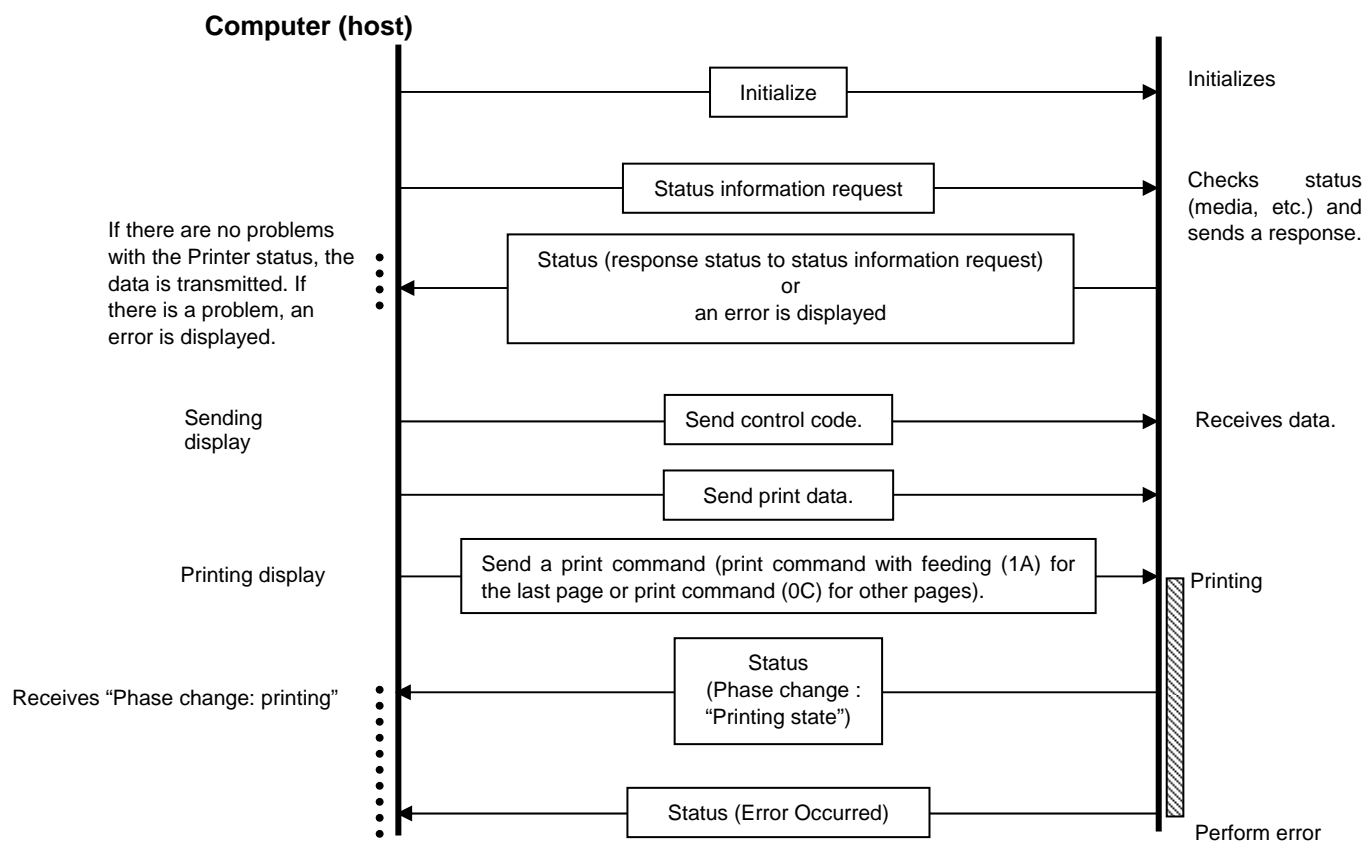 Computer (host)
Initialize
Initializes
Status information request
Checks status
(media, etc.) and
sends a response.
If there are no problems
with the Printer status, the
data is transmitted. If
there is a problem, an
error is displayed.
Status (response status to status information request)
or
an error is displayed
Sending
display
Send control code.
Receives data.
Send print data.
Printing display
Send a print command (print command with feeding (1A) for
the last page or print command (0C) for other pages).
Printing
Status
(Phase change :
“Printing state”)
Receives “Phase change: printing”
Status (Error Occurred)
Perform error